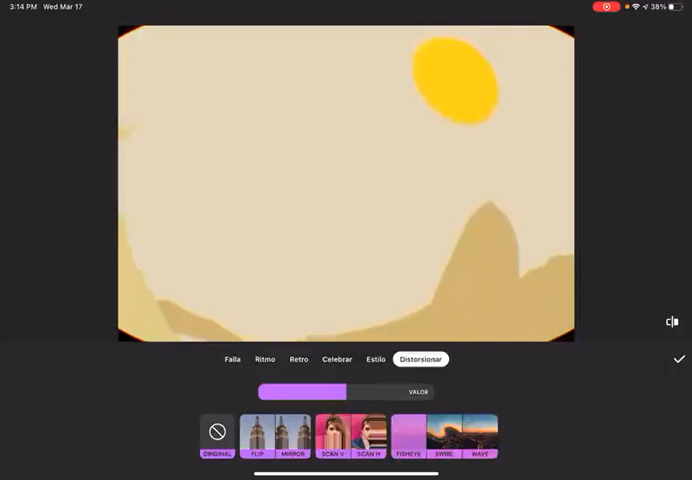 3:14 PM Wed Mar 17 38%
Falla Ritmo Retro Celebrar Estilo Distorsionar
VALOR
ORIGINAL FLIP MIRROR SCAN V SCAN H FISHEYE SWIRL WAVE